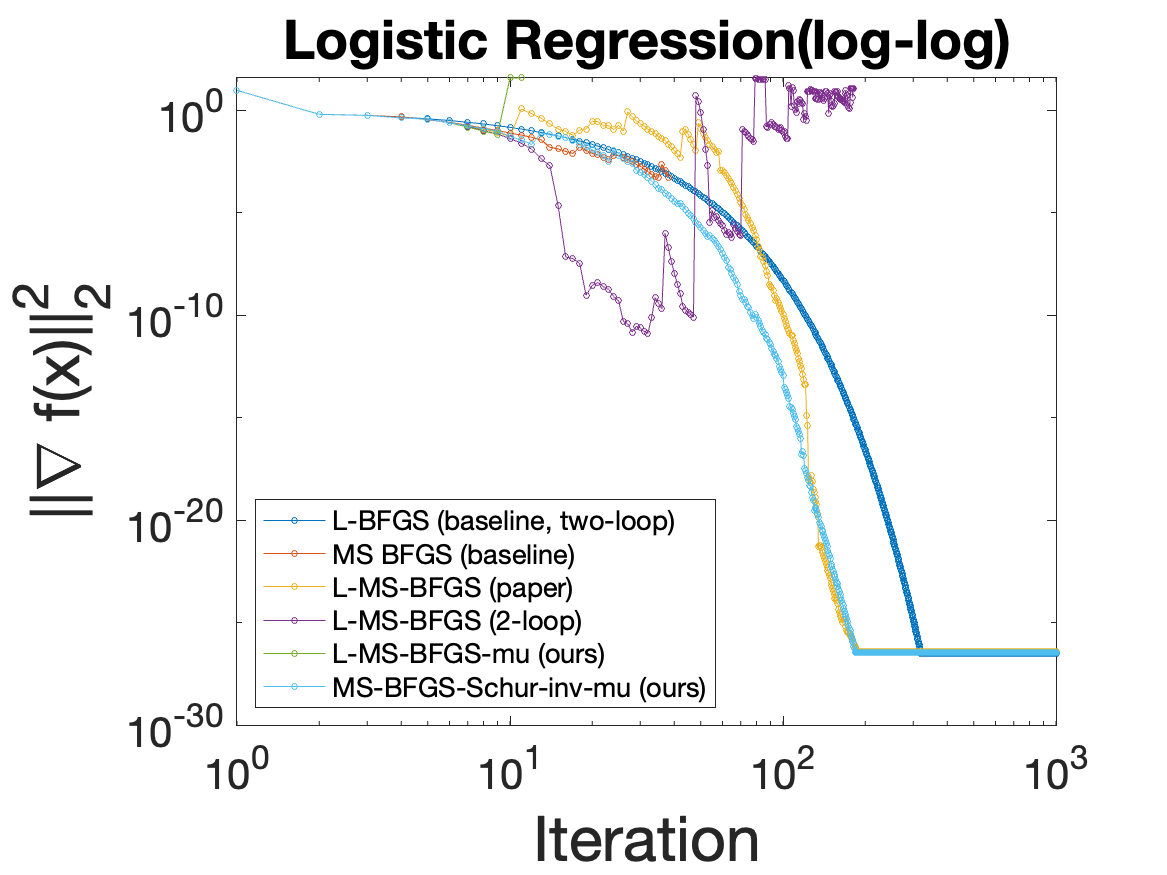 Logistic Regression(log-log)
10^0
10^-10
10^-20
10^-30
||∇ f(x)||_2^2
L-BFGS (baseline, two-loop)
MS BFGS (baseline)
L-MS-BFGS (paper)
L-MS-BFGS (2-loop)
L-MS-BFGS-mu (ours)
MS-BFGS-Schur-inv-mu (ours)
10^0 10^1 10^2 10^3
Iteration